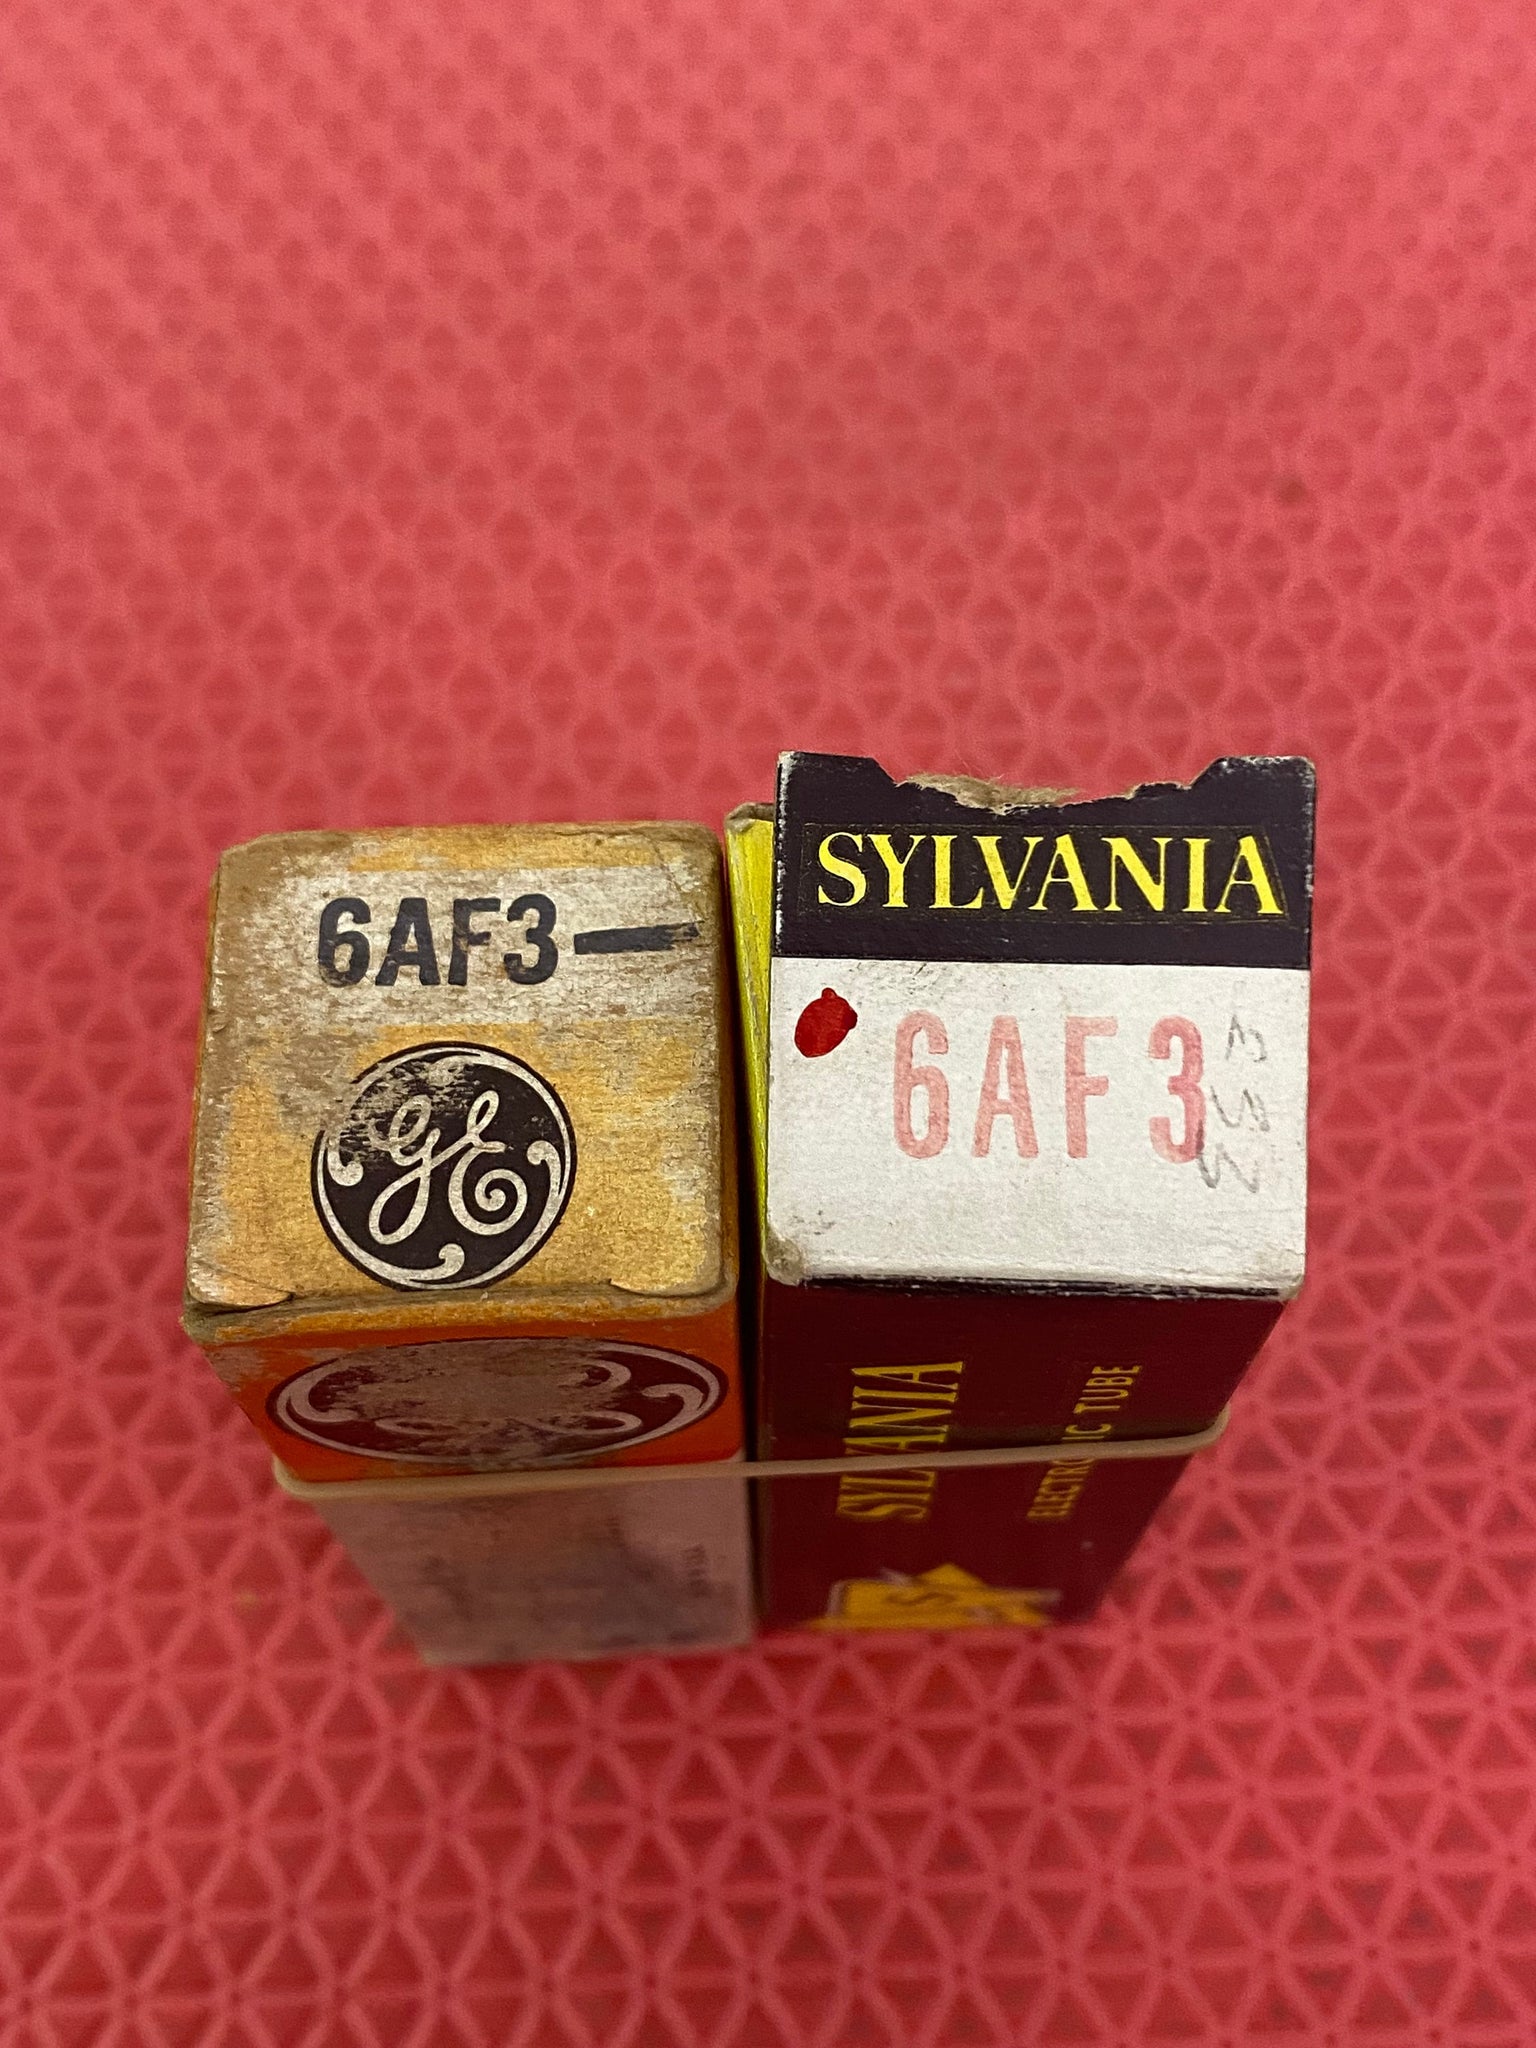 6AF3
GE
SYLVANIA
6AF3
SYLVANIA
ELECTRONIC TUBE